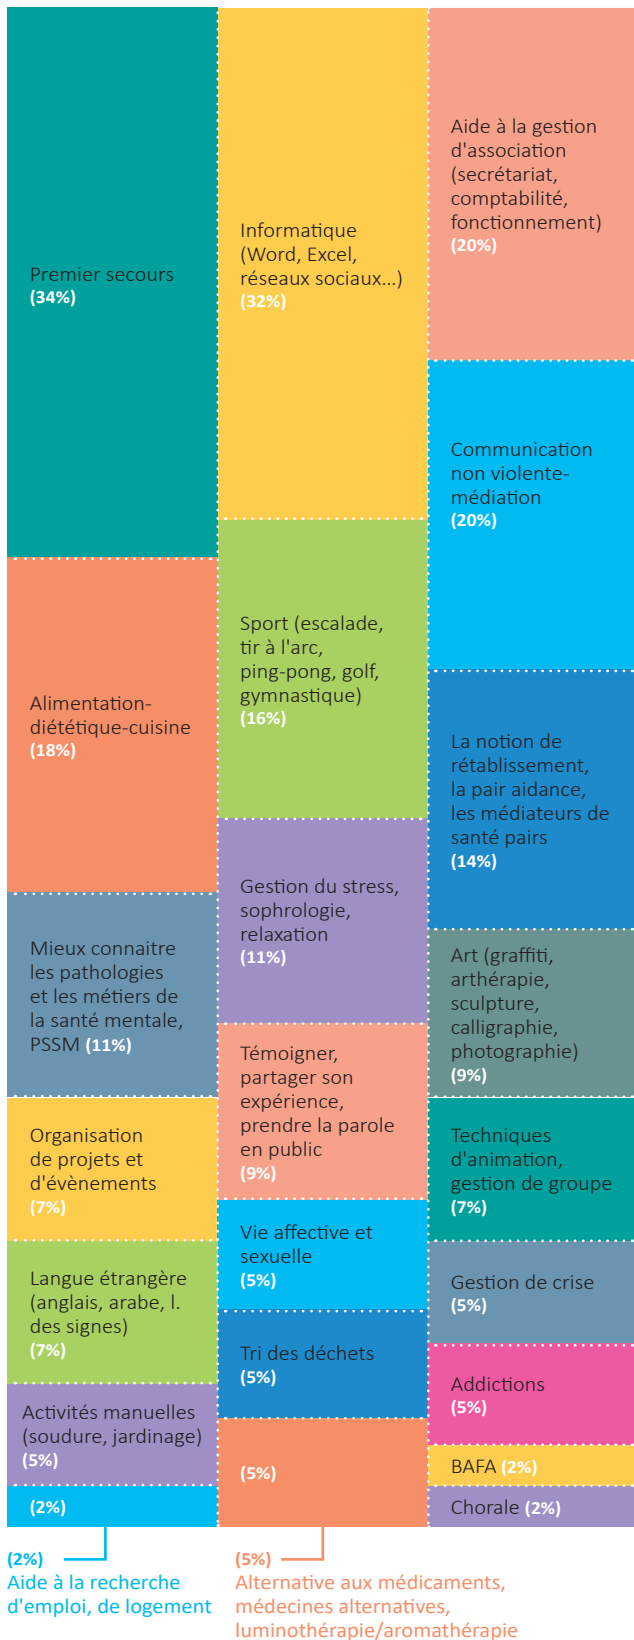 Premier secours
(34%)
Alimentation-
diététique-cuisine
(18%)
Mieux connaitre
les pathologies
et les métiers de
la santé mentale,
PSSM (11%)
Organisation
de projets et
d'évènements
(7%)
Langue étrangère
(anglais, arabe, l.
des signes)
(7%)
Activités manuelles
(soudure, jardinage)
(5%)
(2%)
(2%)
Aide à la recherche
d'emploi, de logement
Informatique
(Word, Excel,
réseaux sociaux...)
(32%)
Sport (escalade,
tir à l'arc,
ping-pong, golf,
gymnastique)
(16%)
Gestion du stress,
sophrologie,
relaxation
(11%)
Témoigner,
partager son
expérience,
prendre la parole
en public
(9%)
Vie affective et
sexuelle
(5%)
Tri des déchets
(5%)
(5%)
(5%)
Alternative aux médicaments,
médecines alternatives,
luminothérapie/aromathérapie
Aide à la gestion
d'association
(secrétariat,
comptabilité,
fonctionnement)
(20%)
Communication
non violente-
médiation
(20%)
La notion de
rétablissement,
la pair aidance,
les médiateurs de
santé pairs
(14%)
Art (graffiti,
arthérapie,
sculpture,
calligraphie,
photographie)
(9%)
Techniques
d'animation,
gestion de groupe
(7%)
Gestion de crise
(5%)
Addictions
(5%)
BAFA (2%)
Chorale (2%)